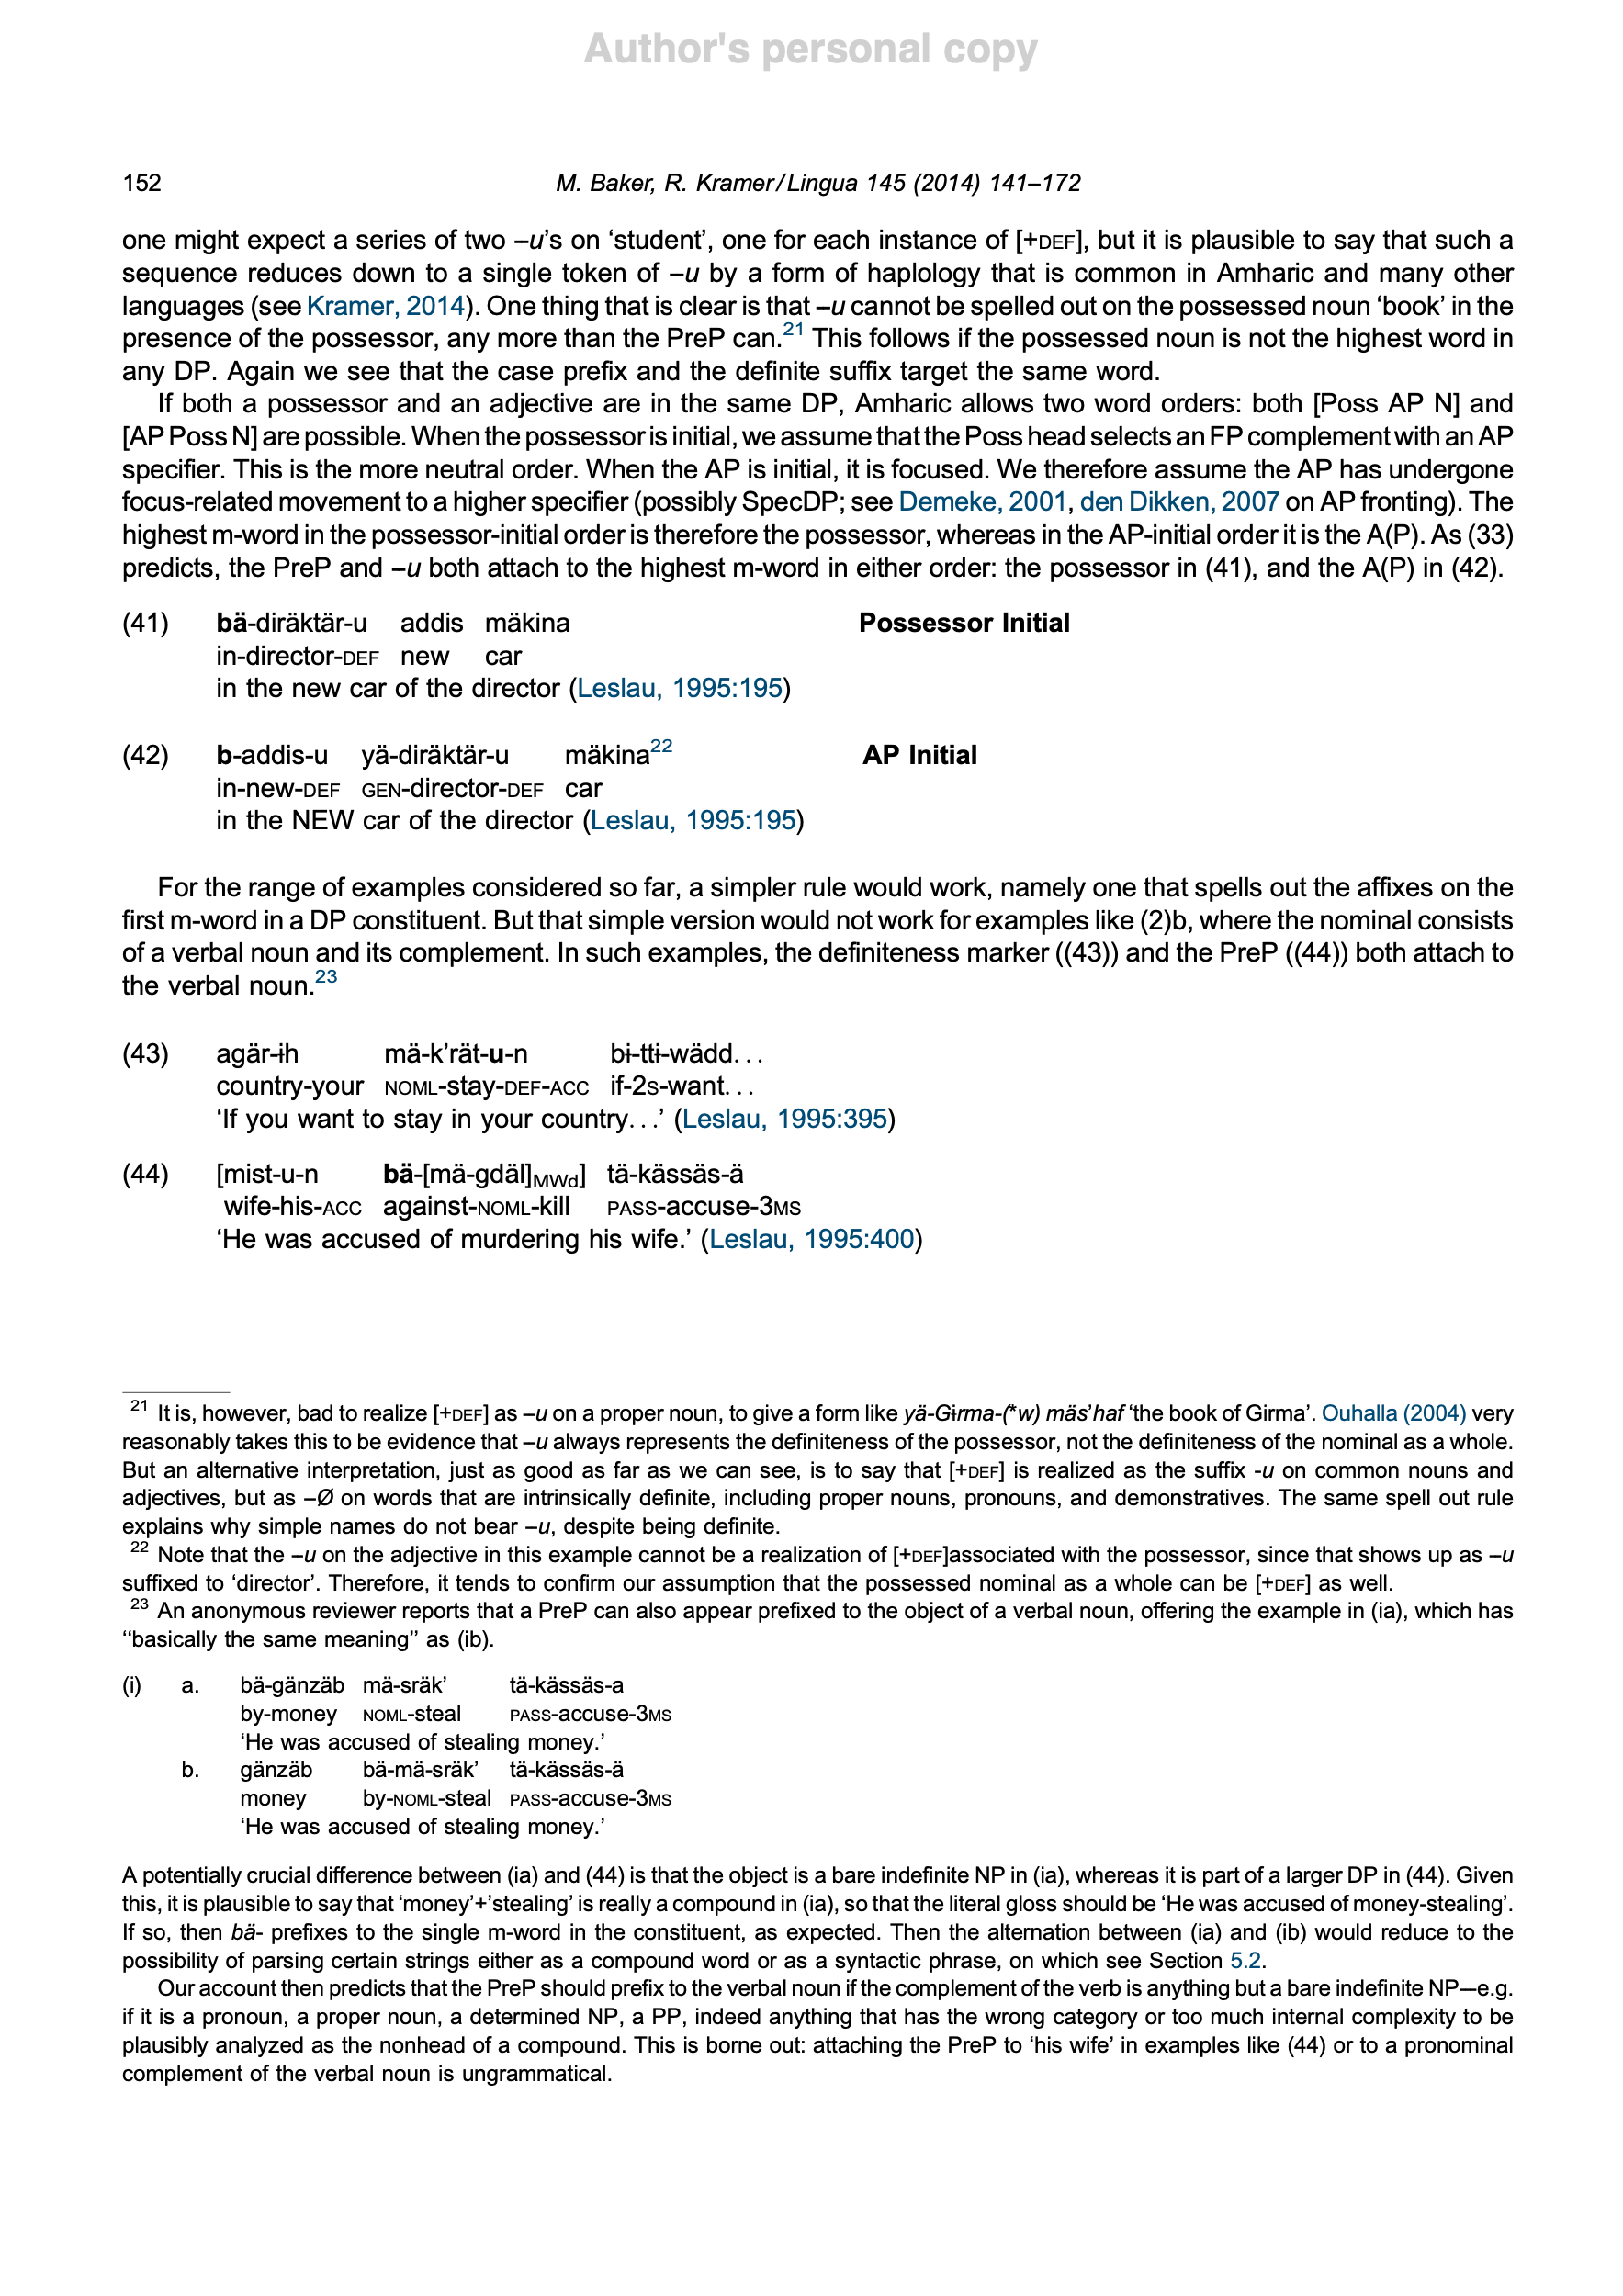 Author's personal copy
152 M. Baker, R. Kramer / Lingua 145 (2014) 141–172
one might expect a series of two –u's on ‘student’, one for each instance of [+DEF], but it is plausible to say that such a
sequence reduces down to a single token of –u by a form of haplology that is common in Amharic and many other
languages (see Kramer, 2014). One thing that is clear is that –u cannot be spelled out on the possessed noun ‘book’ in the
presence of the possessor, any more than the PreP can.21 This follows if the possessed noun is not the highest word in
any DP. Again we see that the case prefix and the definite suffix target the same word.
If both a possessor and an adjective are in the same DP, Amharic allows two word orders: both [Poss AP N] and
[AP Poss N] are possible. When the possessor is initial, we assume that the Poss head selects an FP complement with an AP
specifier. This is the more neutral order. When the AP is initial, it is focused. We therefore assume the AP has undergone
focus-related movement to a higher specifier (possibly SpecDP; see Demeke, 2001, den Dikken, 2007 on AP fronting). The
highest m-word in the possessor-initial order is therefore the possessor, whereas in the AP-initial order it is the A(P). As (33)
predicts, the PreP and –u both attach to the highest m-word in either order: the possessor in (41), and the A(P) in (42).
(41) bä-diräktär-u addis mäkina Possessor Initial
in-director-DEF new car
in the new car of the director (Leslau, 1995:195)
(42) b-addis-u yä-diräktär-u mäkina22 AP Initial
in-new-DEF GEN-director-DEF car
in the NEW car of the director (Leslau, 1995:195)
For the range of examples considered so far, a simpler rule would work, namely one that spells out the affixes on the
first m-word in a DP constituent. But that simple version would not work for examples like (2)b, where the nominal consists
of a verbal noun and its complement. In such examples, the definiteness marker ((43)) and the PreP ((44)) both attach to
the verbal noun.23
(43) agär-ɨh mä-k’rät-u-n bɨ-ttɨ-wädd...
country-your NOML-stay-DEF-ACC if-2S-want...
‘If you want to stay in your country...’ (Leslau, 1995:395)
(44) [mist-u-n bä-[mä-gdäl]MWd] tä-kässäs-ä
wife-his-ACC against-NOML-kill PASS-accuse-3MS
‘He was accused of murdering his wife.’ (Leslau, 1995:400)
21 It is, however, bad to realize [+DEF] as –u on a proper noun, to give a form like yä-Gɨrma-(*w) mäs’haf ‘the book of Girma’. Ouhalla (2004) very
reasonably takes this to be evidence that –u always represents the definiteness of the possessor, not the definiteness of the nominal as a whole.
But an alternative interpretation, just as good as far as we can see, is to say that [+DEF] is realized as the suffix -u on common nouns and
adjectives, but as –Ø on words that are intrinsically definite, including proper nouns, pronouns, and demonstratives. The same spell out rule
explains why simple names do not bear –u, despite being definite.
22 Note that the –u on the adjective in this example cannot be a realization of [+DEF]associated with the possessor, since that shows up as –u
suffixed to ‘director’. Therefore, it tends to confirm our assumption that the possessed nominal as a whole can be [+DEF] as well.
23 An anonymous reviewer reports that a PreP can also appear prefixed to the object of a verbal noun, offering the example in (ia), which has
‘‘basically the same meaning’’ as (ib).
(i) a. bä-gänzäb mä-sräk’ tä-kässäs-a
by-money NOML-steal PASS-accuse-3MS
‘He was accused of stealing money.’
b. gänzäb bä-mä-sräk’ tä-kässäs-ä
money by-NOML-steal PASS-accuse-3MS
‘He was accused of stealing money.’
A potentially crucial difference between (ia) and (44) is that the object is a bare indefinite NP in (ia), whereas it is part of a larger DP in (44). Given
this, it is plausible to say that ‘money’+’stealing’ is really a compound in (ia), so that the literal gloss should be ‘He was accused of money-stealing’.
If so, then bä- prefixes to the single m-word in the constituent, as expected. Then the alternation between (ia) and (ib) would reduce to the
possibility of parsing certain strings either as a compound word or as a syntactic phrase, on which see Section 5.2.
Our account then predicts that the PreP should prefix to the verbal noun if the complement of the verb is anything but a bare indefinite NP—e.g.
if it is a pronoun, a proper noun, a determined NP, a PP, indeed anything that has the wrong category or too much internal complexity to be
plausibly analyzed as the nonhead of a compound. This is borne out: attaching the PreP to ‘his wife’ in examples like (44) or to a pronominal
complement of the verbal noun is ungrammatical.